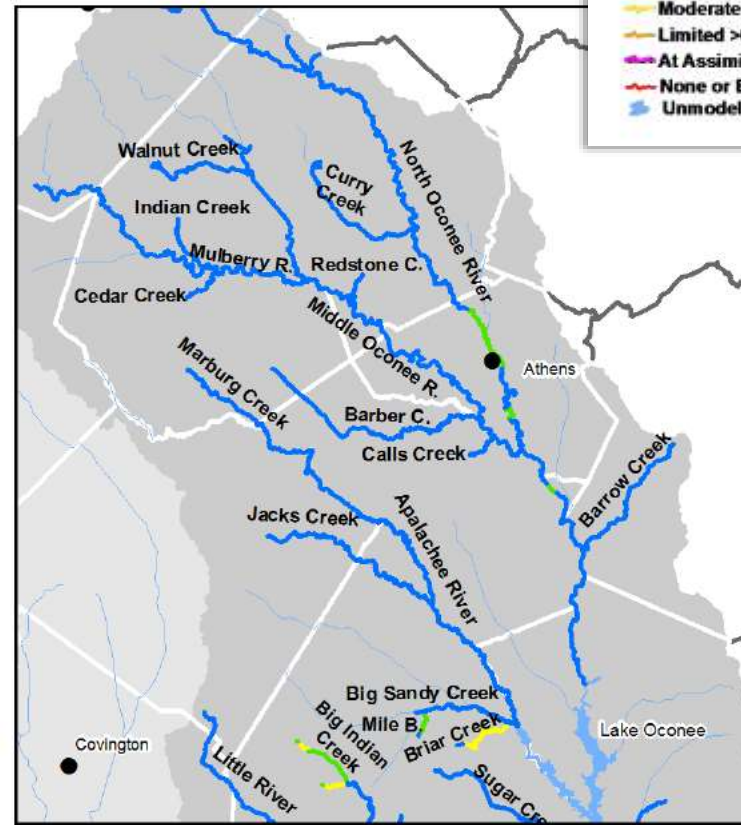 Moderate
Limited >
At Assimi
None or E
Unmodel
Walnut Creek
Curry
Creek
North Oconee River
Indian Creek
Mulberry R.
Redstone C.
Cedar Creek
Middle Oconee R.
Marburg Creek
Athens
Barber C.
Calls Creek
Barrow Creek
Jacks Creek
Apalachee River
Big Sandy Creek
Mile B.
Briar Creek
Big Indian
Creek
Lake Oconee
Covington
Little River
Sugar Cre